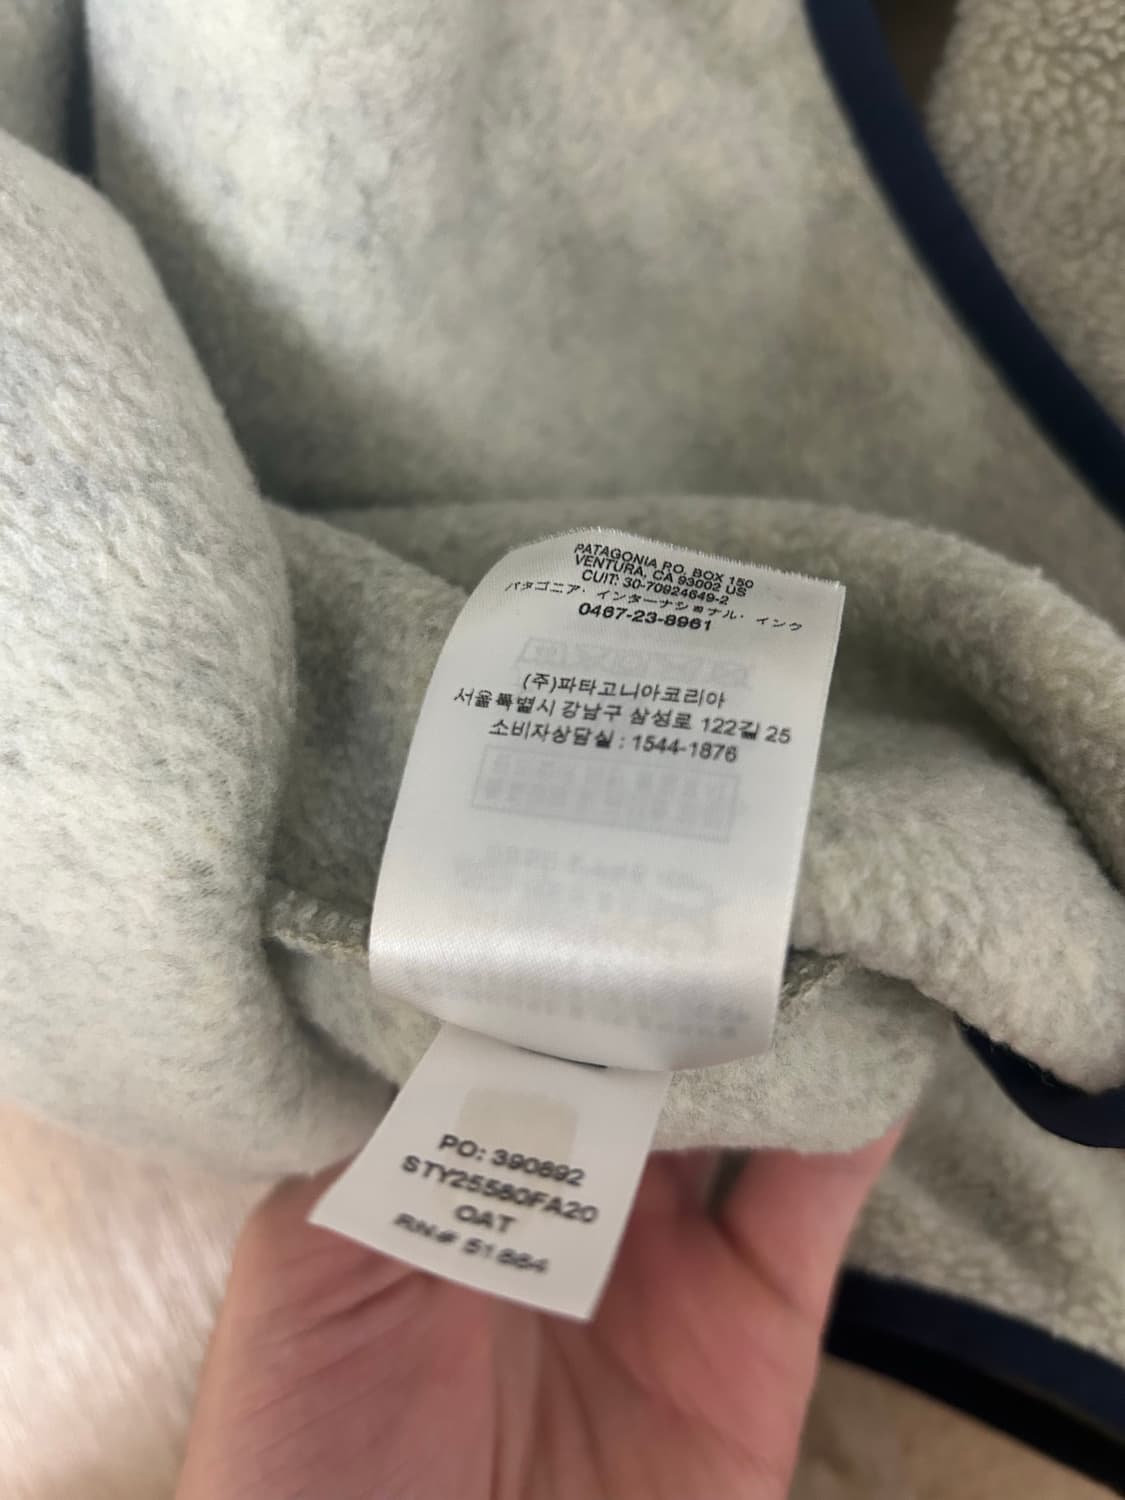 PATAGONIA P.O. BOX 150
VENTURA, CA 93002 US
CUIT: 30-70924649-2
パタゴニア・インターナショナル・インク
0467-23-8961
(주)파타고니아코리아
서울특별시 강남구 삼성로 122길 25
소비자상담실 : 1544-1876
PO: 390692
STY25580FA20
OAT
RN# 51884